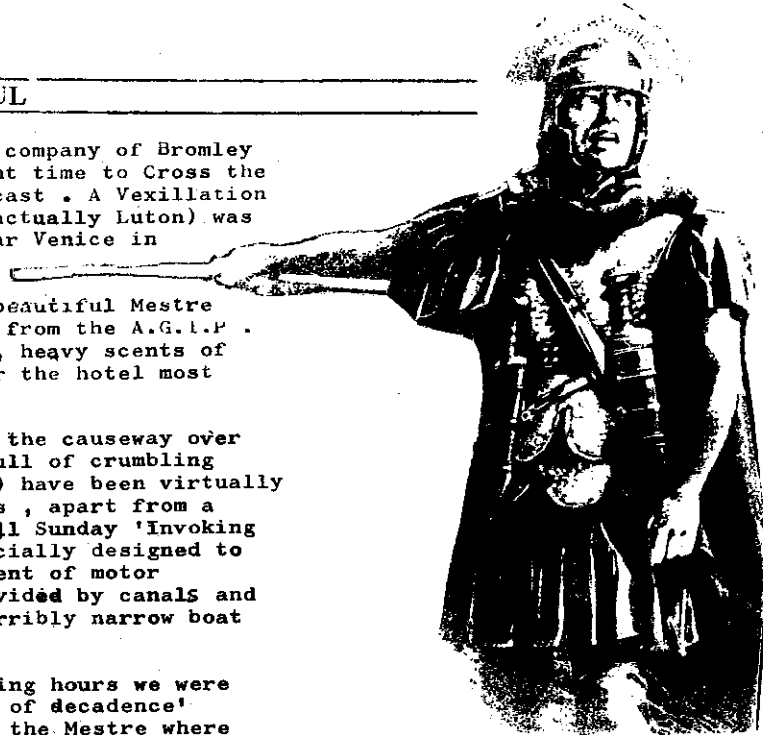 UL
company of Bromley
nt time to Cross the
cast . A Vexillation
actually Luton) was
ar Venice in
beautiful Mestre
from the A.G.I.P .
, heavy scents of
r the hotel most
the causeway over
ull of crumbling
) have been virtually
s , apart from a
ll Sunday 'Invoking
cially designed to
ent of motor
vided by canals and
rribly narrow boat
ing hours we were
of decadence'
the Mestre where